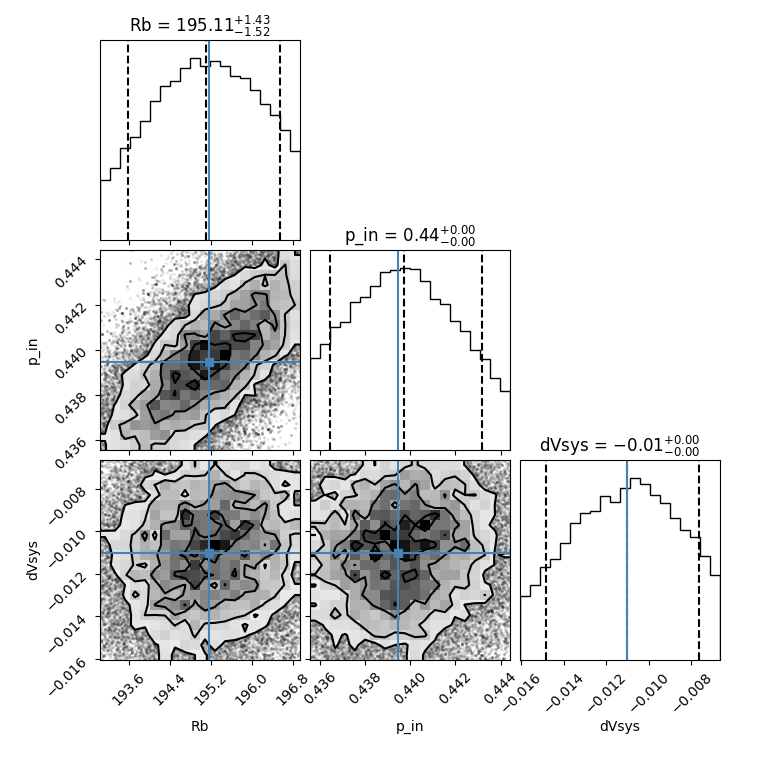 Rb = 195.11+1.43−1.52
p_in = 0.44+0.00−0.00
dVsys = −0.01+0.00−0.00
0.444
0.442
0.440
0.438
0.436
p_in
−0.008
−0.010
−0.012
−0.014
−0.016
dVsys
193.6 194.4 195.2 196.0 196.8
0.436 0.438 0.440 0.442 0.444
−0.016 −0.014 −0.012 −0.010 −0.008
Rb p_in dVsys